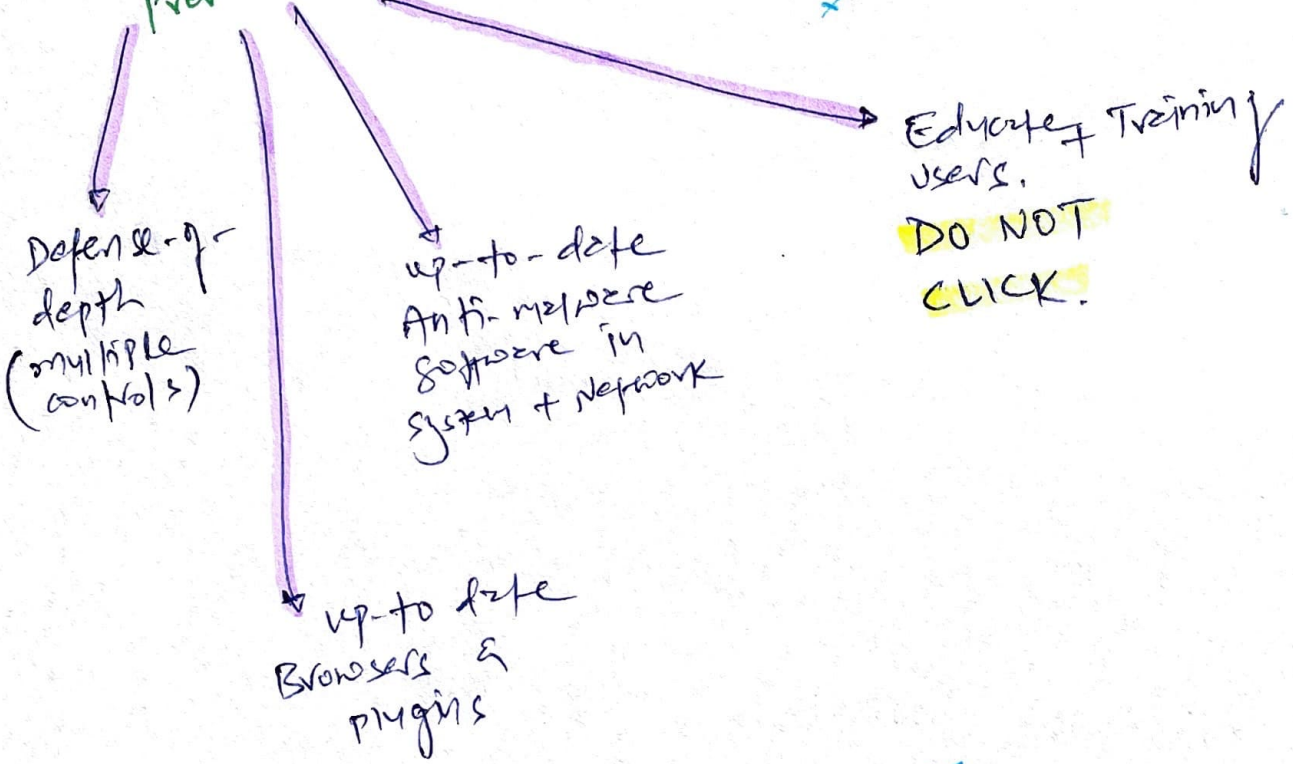 Defense-of-
depth
(multiple
controls)
up-to-date
Anti-malware
software in
system + Network
up-to date
Browsers &
plugins
Educate + Training
users.
DO NOT
CLICK.